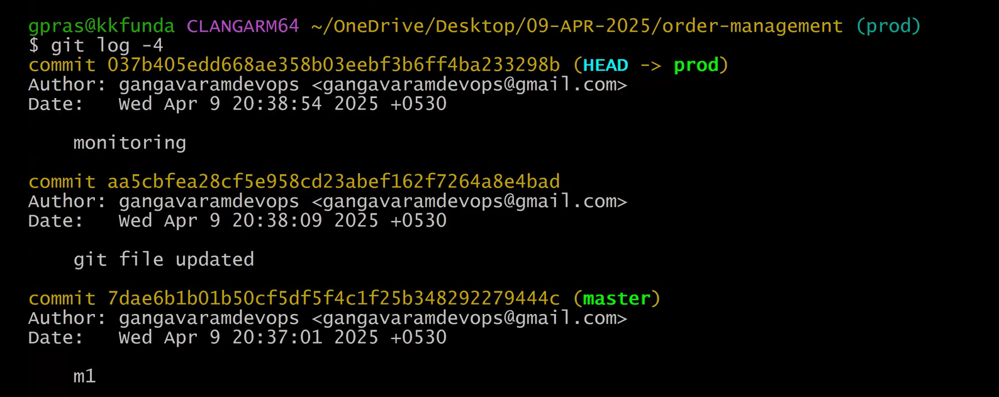 gpras@kkfunda CLANGARM64 ~/OneDrive/Desktop/09-APR-2025/order-management (prod)
$ git log -4
commit 037b405edd668ae358b03eebf3b6ff4ba233298b (HEAD -> prod)
Author: gangavaramdevops <gangavaramdevops@gmail.com>
Date:   Wed Apr 9 20:38:54 2025 +0530
monitoring
commit aa5cbfea28cf5e958cd23abef162f7264a8e4bad
Author: gangavaramdevops <gangavaramdevops@gmail.com>
Date:   Wed Apr 9 20:38:09 2025 +0530
git file updated
commit 7dae6b1b01b50cf5df5f4c1f25b348292279444c (master)
Author: gangavaramdevops <gangavaramdevops@gmail.com>
Date:   Wed Apr 9 20:37:01 2025 +0530
m1